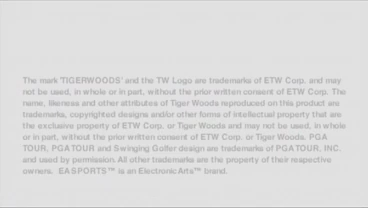 The mark 'TIGERWOODS' and the TW Logo are trademarks of ETW Corp. and may
not be used, in whole or in part, without the prior written consent of ETW Corp. The
name, likeness and other attributes of Tiger Woods reproduced on this product are
trademarks, copyrighted designs and/or other forms of intellectual property that are
the exclusive property of ETW Corp. or Tiger Woods and may not be used, in whole
or in part, without the prior written consent of ETW Corp. or Tiger Woods. PGA
TOUR, PGA TOUR and Swinging Golfer design are trademarks of PGA TOUR, INC.
and used by permission. All other trademarks are the property of their respective
owners. EA SPORTS™ is an Electronic Arts™ brand.